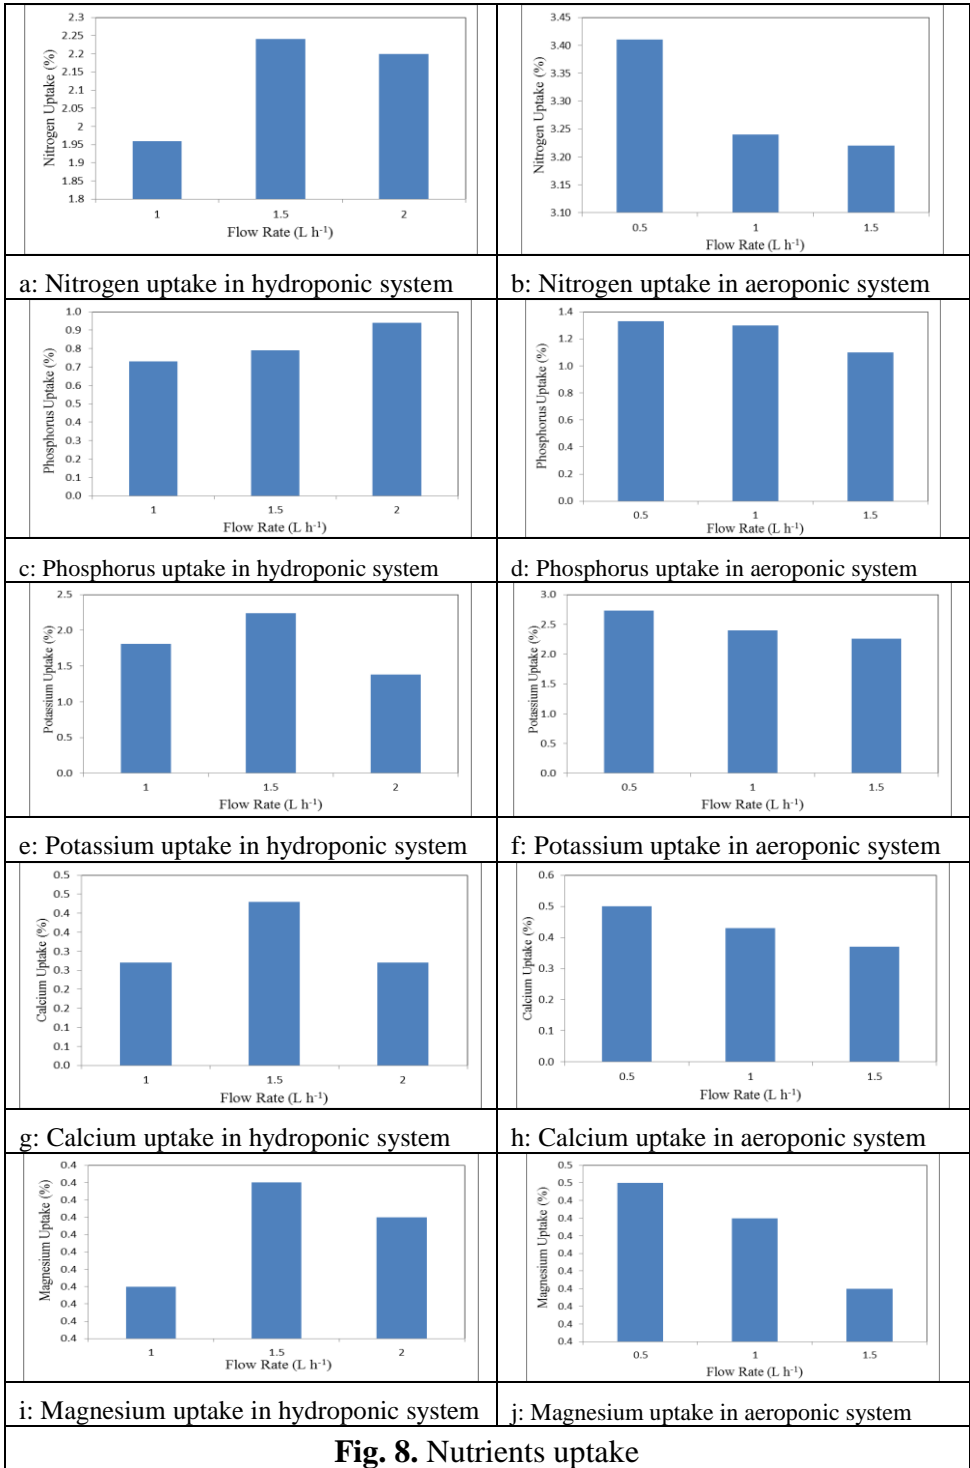 2.3
2.25
2.2
2.15
2.1
2.05
2
1.95
1.9
1.85
1.8
Nitrogen Uptake (%)
1 1.5 2
Flow Rate (L h-1)
3.45
3.40
3.35
3.30
3.25
3.20
3.15
3.10
Nitrogen Uptake (%)
0.5 1 1.5
Flow Rate (L h-1)
a: Nitrogen uptake in hydroponic system
b: Nitrogen uptake in aeroponic system
1.0
0.9
0.8
0.7
0.6
0.5
0.4
0.3
0.2
0.1
0.0
Phosphorus Uptake (%)
1 1.5 2
Flow Rate (L h-1)
1.4
1.2
1.0
0.8
0.6
0.4
0.2
0.0
Phosphorus Uptake (%)
0.5 1 1.5
Flow Rate (L h-1)
c: Phosphorus uptake in hydroponic system
d: Phosphorus uptake in aeroponic system
2.5
2.0
1.5
1.0
0.5
0.0
Potassium Uptake (%)
1 1.5 2
Flow Rate (L h-1)
3.0
2.5
2.0
1.5
1.0
0.5
0.0
Potassium Uptake (%)
0.5 1 1.5
Flow Rate (L h-1)
e: Potassium uptake in hydroponic system
f: Potassium uptake in aeroponic system
0.5
0.5
0.4
0.4
0.3
0.3
0.2
0.2
0.1
0.1
0.0
Calcium Uptake (%)
1 1.5 2
Flow Rate (L h-1)
0.6
0.5
0.4
0.3
0.2
0.1
0.0
Calcium Uptake (%)
0.5 1 1.5
Flow Rate (L h-1)
g: Calcium uptake in hydroponic system
h: Calcium uptake in aeroponic system
0.4
0.4
0.4
0.4
0.4
0.4
0.4
0.4
0.4
0.4
0.4
Magnesium Uptake (%)
1 1.5 2
Flow Rate (L h-1)
0.5
0.5
0.4
0.4
0.4
0.4
0.4
0.4
0.4
0.4
0.4
Magnesium Uptake (%)
0.5 1 1.5
Flow Rate (L h-1)
i: Magnesium uptake in hydroponic system
j: Magnesium uptake in aeroponic system
Fig. 8. Nutrients uptake